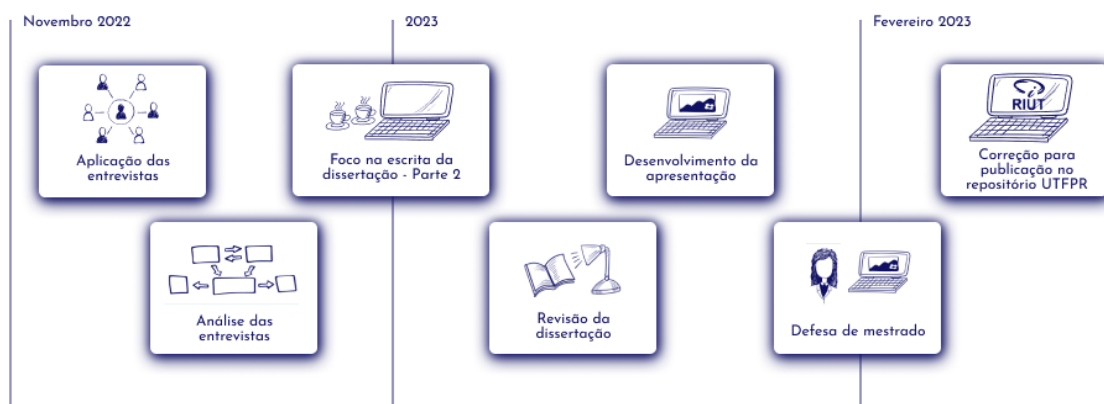 Novembro 2022
2023
Fevereiro 2023
Aplicação das
entrevistas
Foco na escrita da
dissertação - Parte 2
Desenvolvimento da
apresentação
RIUT
Correção para
publicação no
repositório UTFPR
Análise das
entrevistas
Revisão da
dissertação
Defesa de mestrado